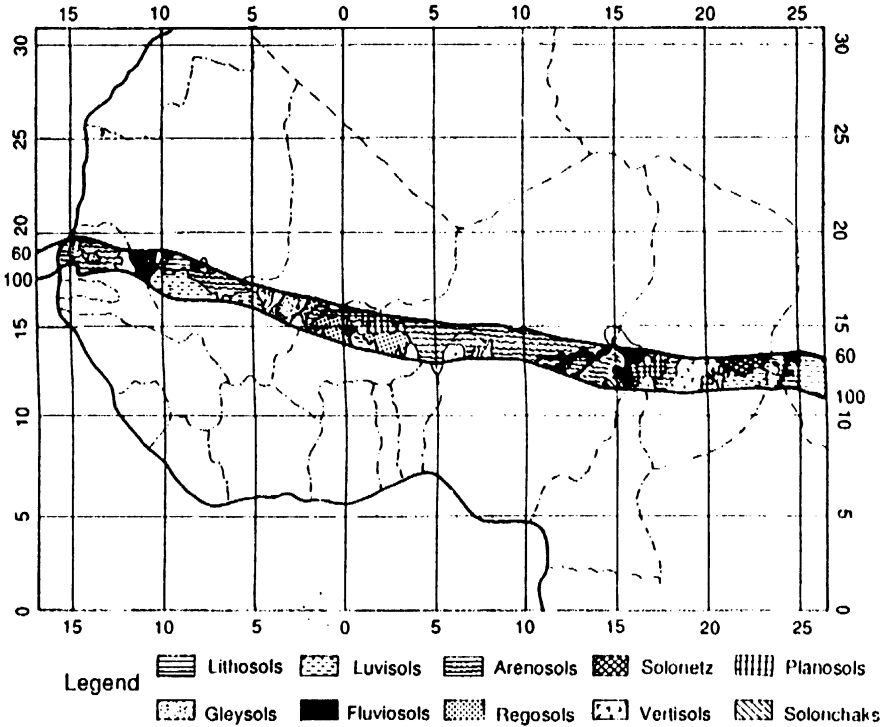 15 10 5 0 5 10 15 20 25
30 30
25 25
20 20
60
100
15 15
60
100
10 10
5 5
0 0
15 10 5 0 5 10 15 20 25
Legend
Lithosols Luvisols Arenosols Solonetz Planosols
Gleysols Fluviosols Regosols Vertisols Solonchaks